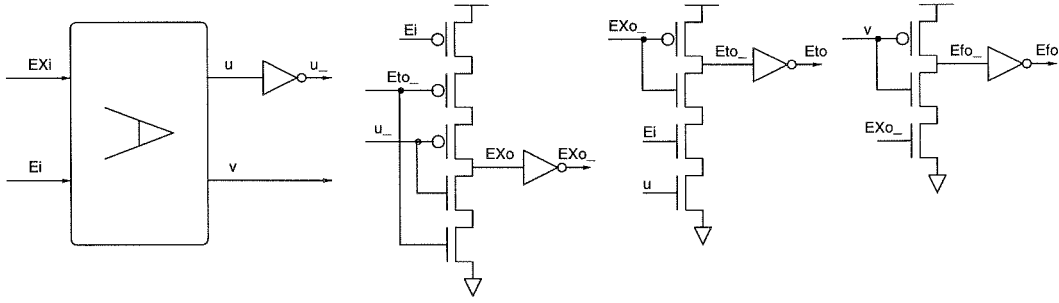 EXi
Ei
A
u
u_
v
Ei
Eto_
u_
EXo
EXo_
EXo_
Ei
u
Eto_
Eto
v
EXo_
Efo_
Efo